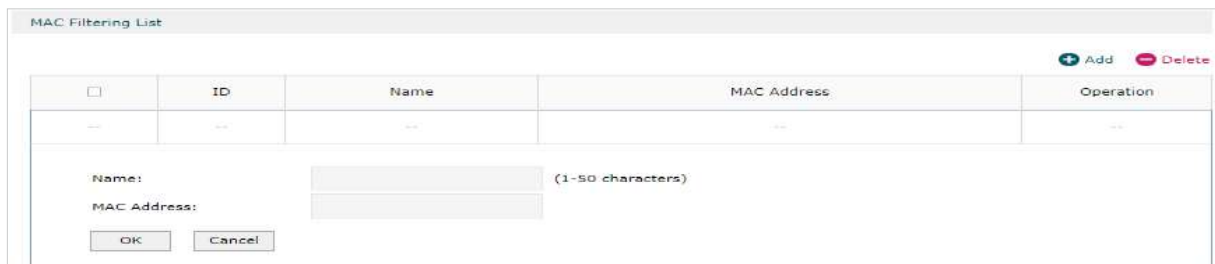 MAC Filtering List
Add Delete
ID Name MAC Address Operation
-- -- -- -- --
Name: (1-50 characters)
MAC Address:
OK Cancel